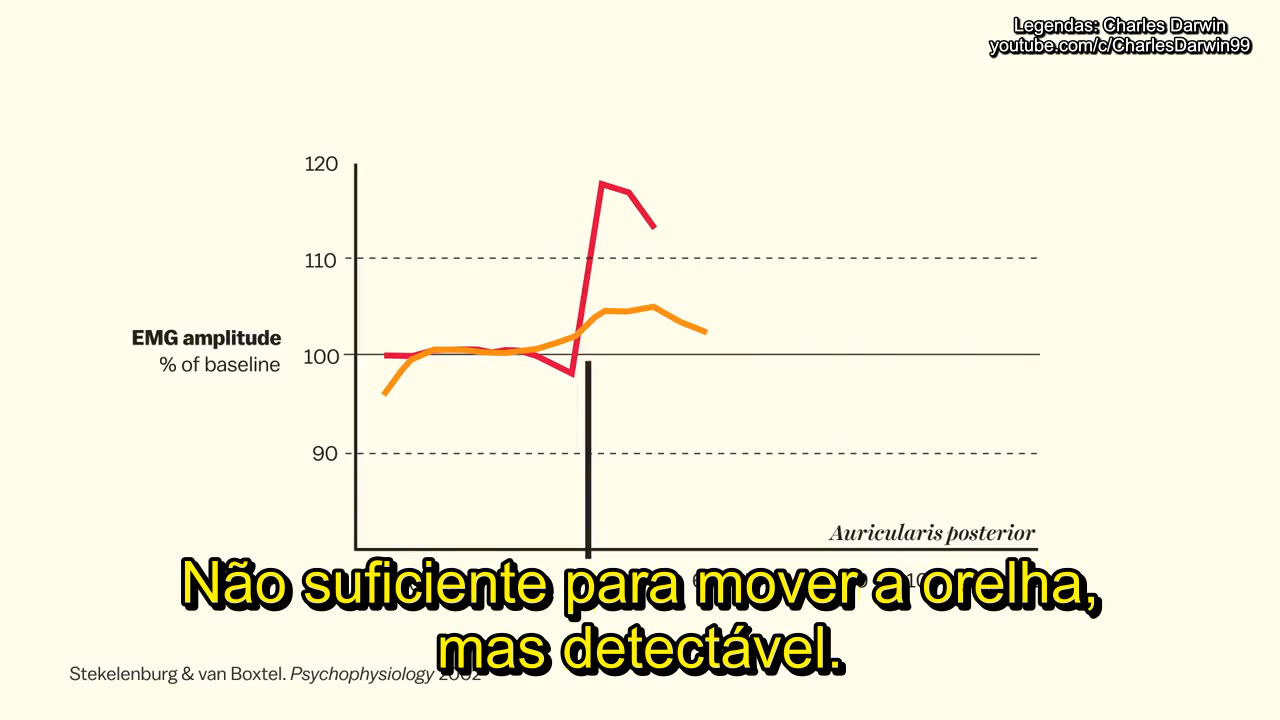 Legendas: Charles Darwin
youtube.com/c/CharlesDarwin99
120
110
EMG amplitude
% of baseline
100
90
Auricularis posterior
Não suficiente para mover a orelha,
mas detectável.
Stekelenburg & van Boxtel. Psychophysiology 2002